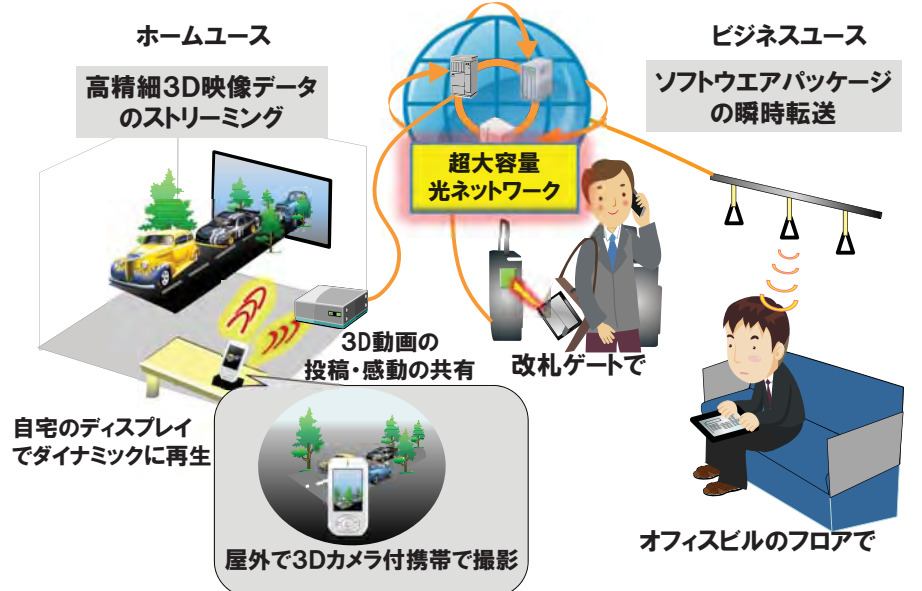 ホームユース
高精細3D映像データ
のストリーミング
超大容量
光ネットワーク
ビジネスユース
ソフトウエアパッケージ
の瞬時転送
3D動画の
投稿・感動の共有
改札ゲートで
自宅のディスプレイ
でダイナミックに再生
屋外で3Dカメラ付携帯で撮影
オフィスビルのフロアで